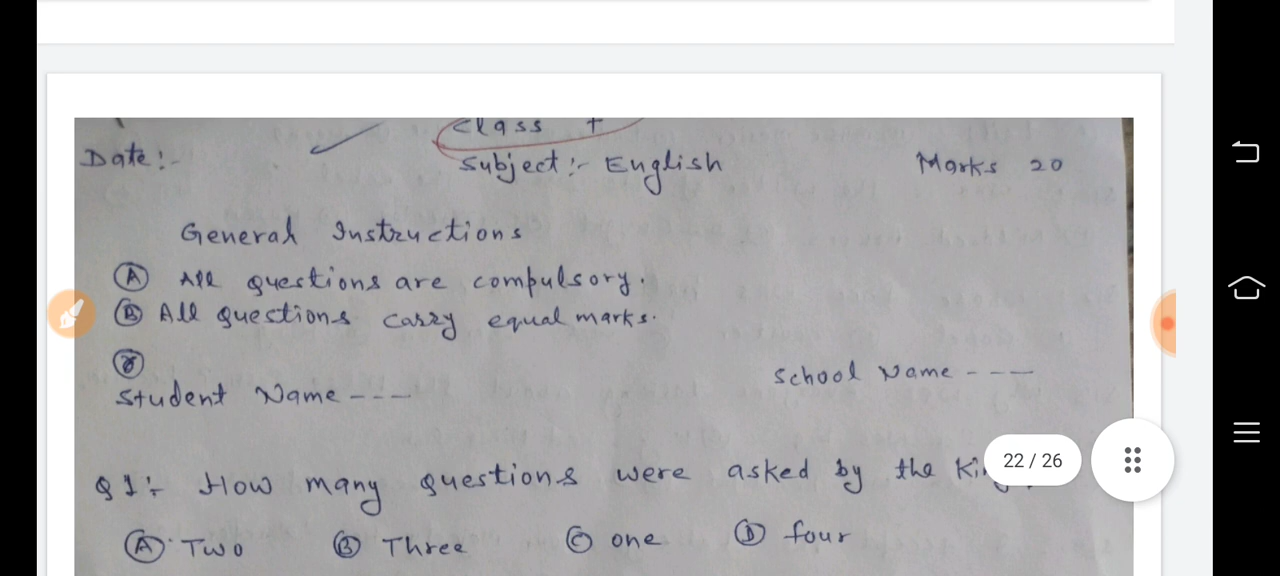 Class
Date:-
Subject:- English
Marks 20
General Instructions
(A) All questions are compulsory.
(B) All questions carry equal marks.
Student Name ---
School Name ---
Q1:- How many questions were asked by the
(A) Two (B) Three (C) one (D) four
22 / 26